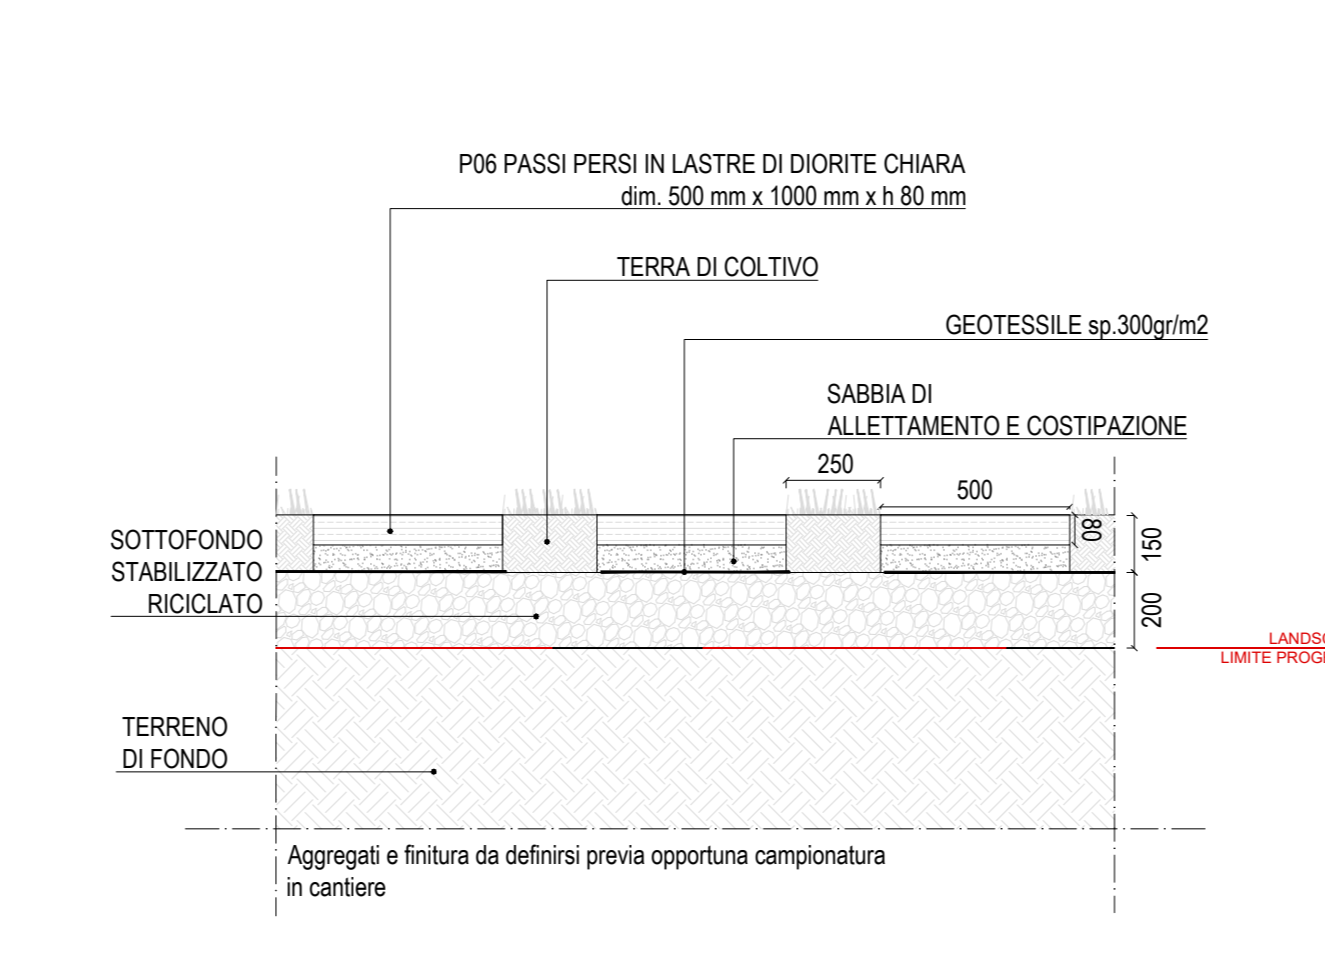 P06 PASSI PERSI IN LASTRE DI DIORITE CHIARA
dim. 500 mm x 1000 mm x h 80 mm
TERRA DI COLTIVO
GEOTESSILE sp.300gr/m2
SABBIA DI
ALLETTAMENTO E COSTIPAZIONE
250
500
80
150
200
SOTTOFONDO
STABILIZZATO
RICICLATO
TERRENO
DI FONDO
Aggregati e finitura da definirsi previa opportuna campionatura
in cantiere
LIMITE